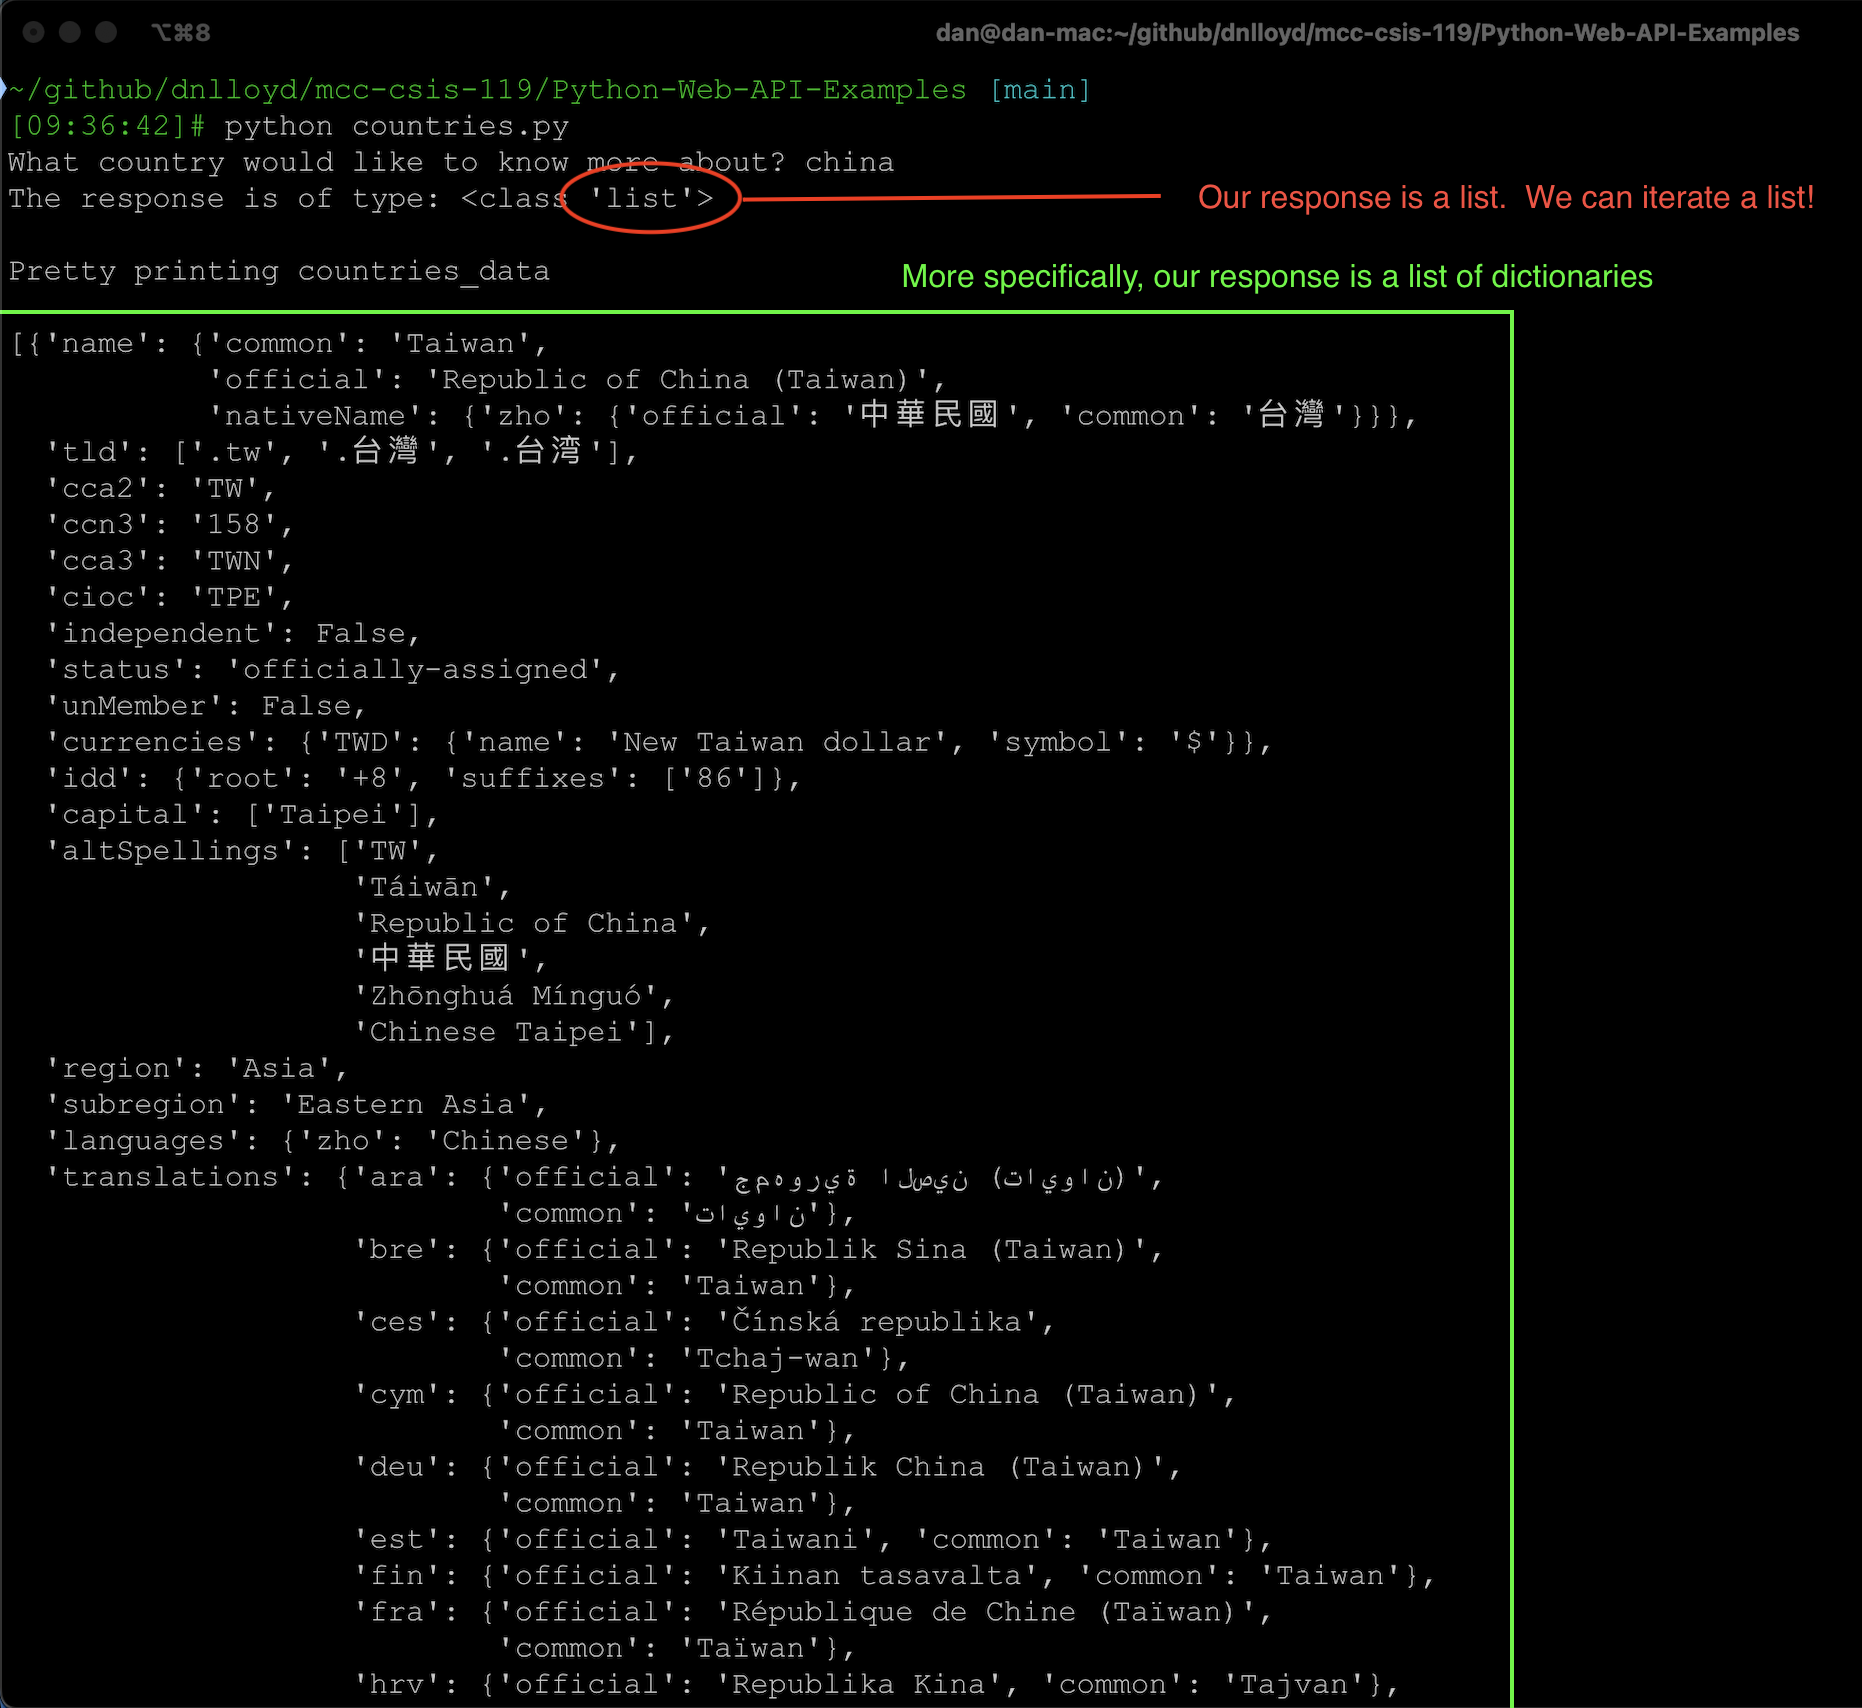 ⌥⌘8 dan@dan-mac:~/github/dnlloyd/mcc-csis-119/Python-Web-API-Examples
~/github/dnlloyd/mcc-csis-119/Python-Web-API-Examples [main]
[09:36:42]# python countries.py
What country would like to know more about? china
The response is of type: <class 'list'> Our response is a list. We can iterate a list!
Pretty printing countries_data
More specifically, our response is a list of dictionaries
[{'name': {'common': 'Taiwan',
'official': 'Republic of China (Taiwan)',
'nativeName': {'zho': {'official': '中華民國', 'common': '台灣'}}},
'tld': ['.tw', '.台灣', '.台湾'],
'cca2': 'TW',
'ccn3': '158',
'cca3': 'TWN',
'cioc': 'TPE',
'independent': False,
'status': 'officially-assigned',
'unMember': False,
'currencies': {'TWD': {'name': 'New Taiwan dollar', 'symbol': '$'}},
'idd': {'root': '+8', 'suffixes': ['86']},
'capital': ['Taipei'],
'altSpellings': ['TW',
'Táiwān',
'Republic of China',
'中華民國',
'Zhōnghuá Mínguó',
'Chinese Taipei'],
'region': 'Asia',
'subregion': 'Eastern Asia',
'languages': {'zho': 'Chinese'},
'translations': {'ara': {'official': 'جمهورية الصين (تايوان)',
'common': 'تايوان'},
'bre': {'official': 'Republik Sina (Taiwan)',
'common': 'Taiwan'},
'ces': {'official': 'Čínská republika',
'common': 'Tchaj-wan'},
'cym': {'official': 'Republic of China (Taiwan)',
'common': 'Taiwan'},
'deu': {'official': 'Republik China (Taiwan)',
'common': 'Taiwan'},
'est': {'official': 'Taiwani', 'common': 'Taiwan'},
'fin': {'official': 'Kiinan tasavalta', 'common': 'Taiwan'},
'fra': {'official': 'République de Chine (Taïwan)',
'common': 'Taïwan'},
'hrv': {'official': 'Republika Kina', 'common': 'Tajvan'},